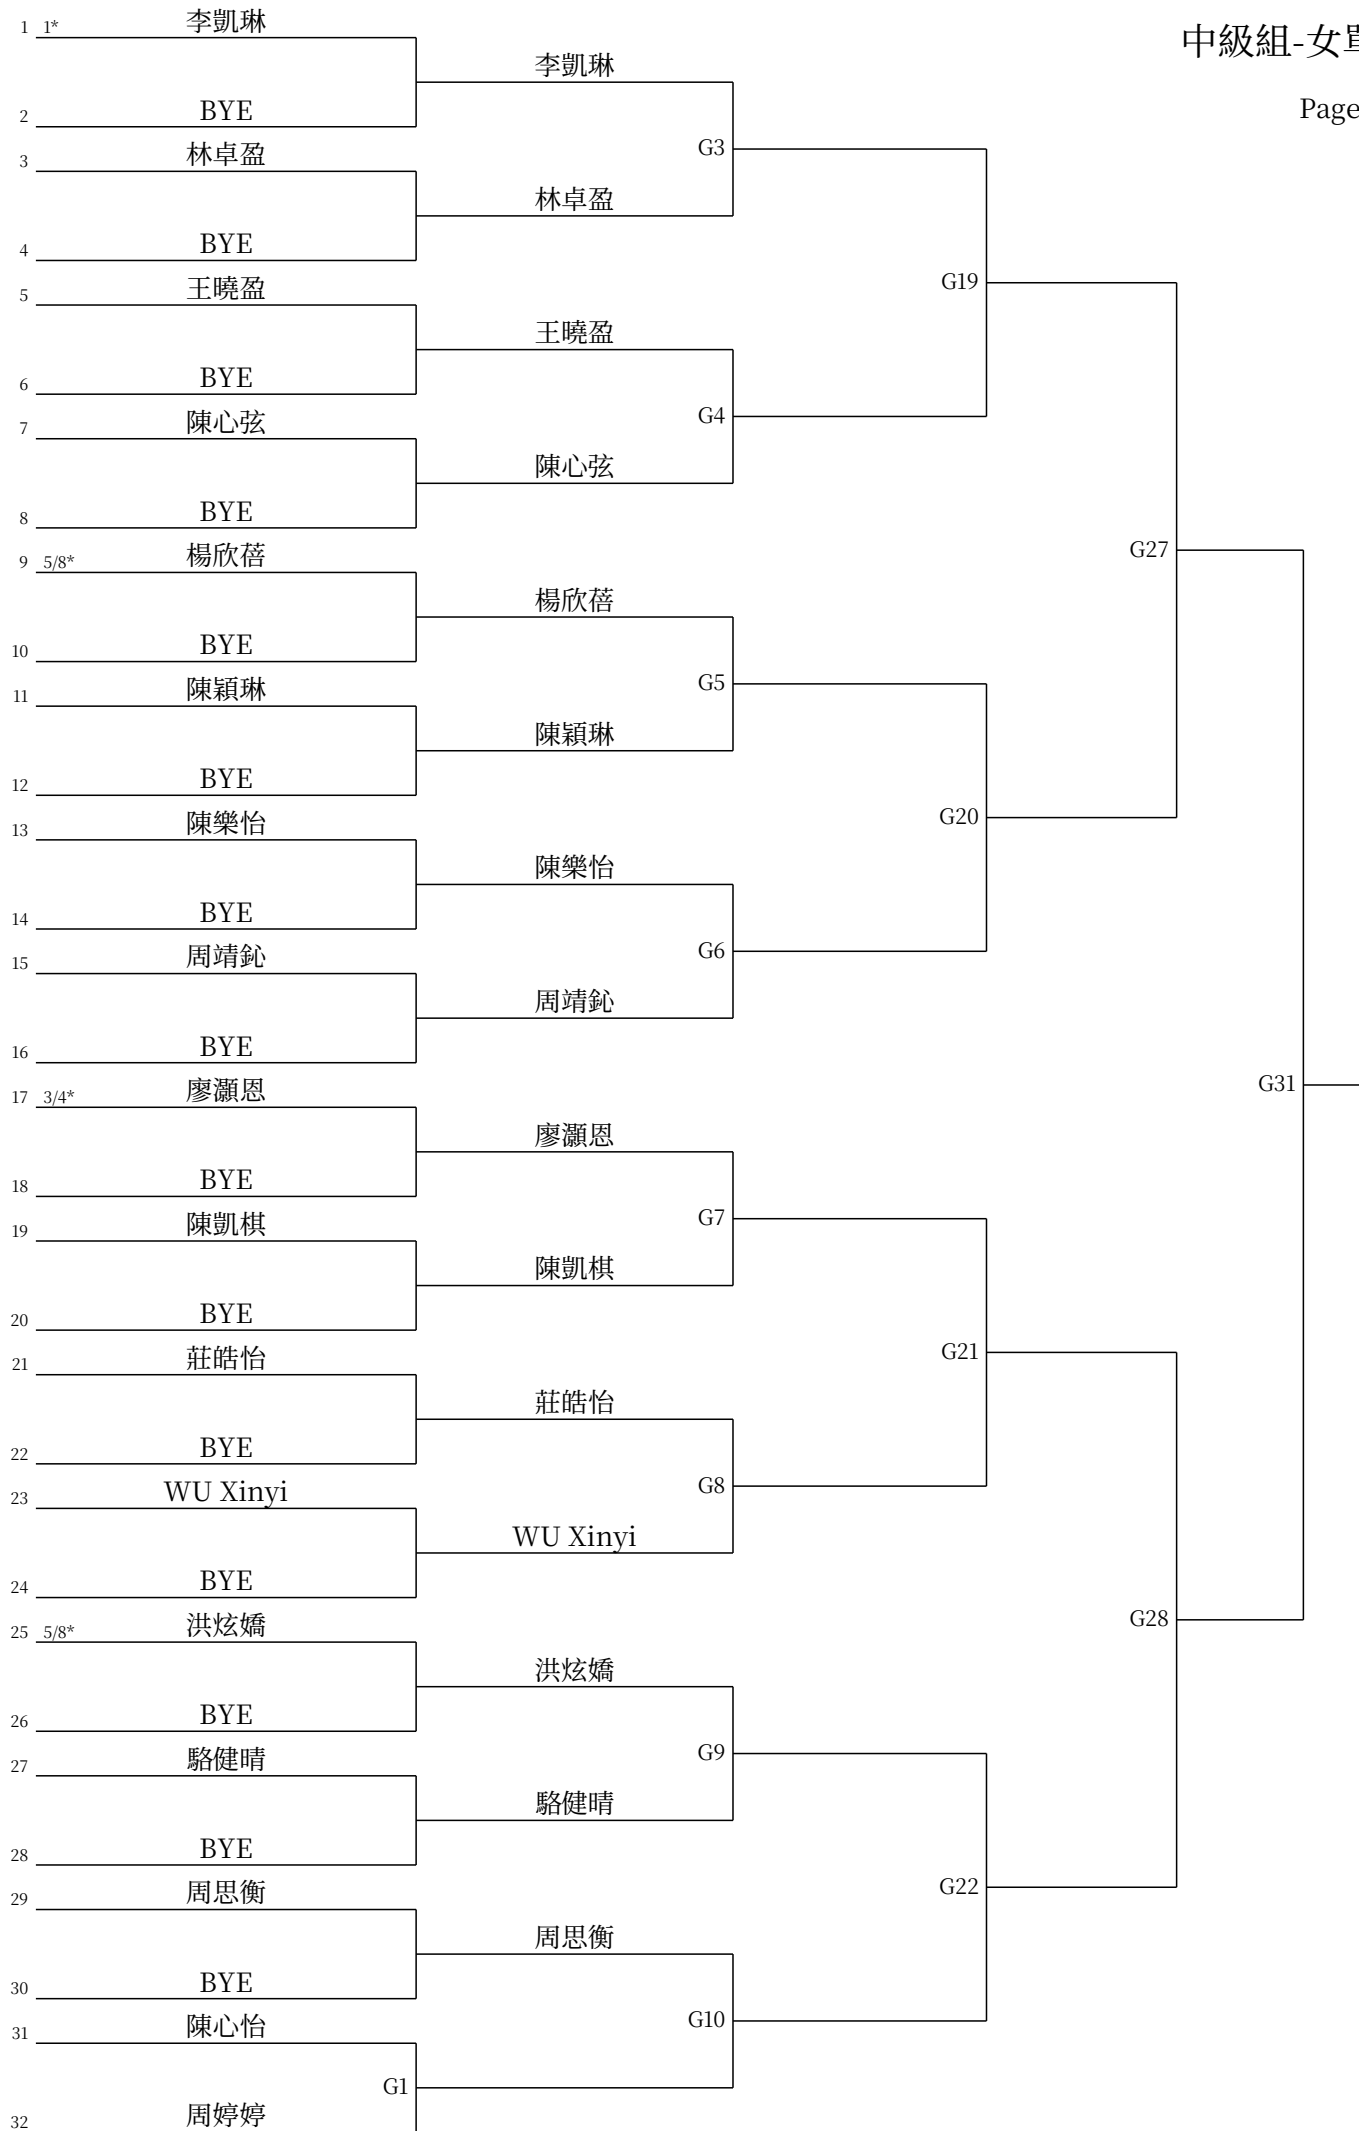 中級組-女單
Page
1 1* 李凱琳
李凱琳
2 BYE
G3
3 林卓盈
林卓盈
4 BYE
G19
5 王曉盈
王曉盈
6 BYE
G4
7 陳心弦
陳心弦
8 BYE
G27
9 5/8* 楊欣蓓
楊欣蓓
10 BYE
G5
11 陳穎琳
陳穎琳
12 BYE
G20
13 陳樂怡
陳樂怡
14 BYE
G6
15 周靖鈊
周靖鈊
16 BYE
G31
17 3/4* 廖灝恩
廖灝恩
18 BYE
G7
19 陳凱棋
陳凱棋
20 BYE
G21
21 莊皓怡
莊皓怡
22 BYE
G8
23 WU Xinyi
WU Xinyi
24 BYE
G28
25 5/8* 洪炫嬌
洪炫嬌
26 BYE
G9
27 駱健晴
駱健晴
28 BYE
G22
29 周思衡
周思衡
30 BYE
G10
31 陳心怡
G1
32 周婷婷